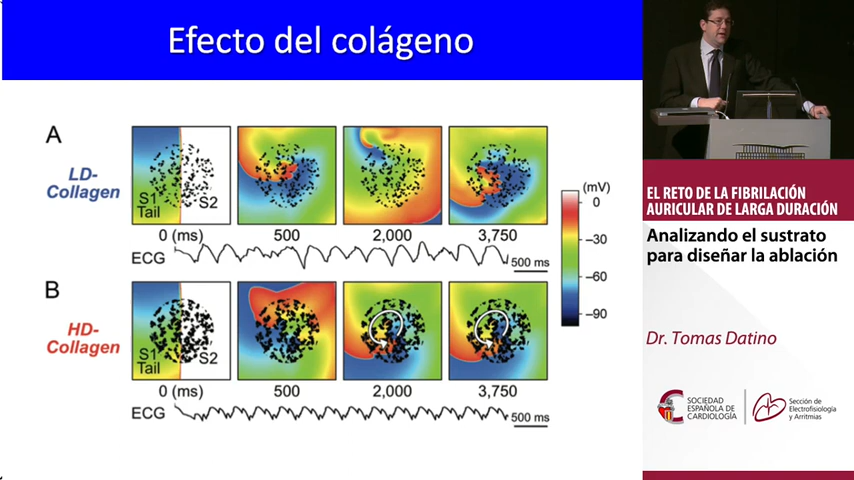 Efecto del colágeno
A
LD-
Collagen
S1
Tail
S2
0 (ms)
500
2,000
3,750
ECG
500 ms
(mV)
0
−30
−60
−90
B
HD-
Collagen
S1
Tail
S2
0 (ms)
500
2,000
3,750
ECG
500 ms
EL RETO DE LA FIBRILACIÓN
AURICULAR DE LARGA DURACIÓN
Analizando el sustrato
para diseñar la ablación
Dr. Tomas Datino
SOCIEDAD
ESPAÑOLA DE
CARDIOLOGÍA
Sección de
Electrofisiología
y Arritmias